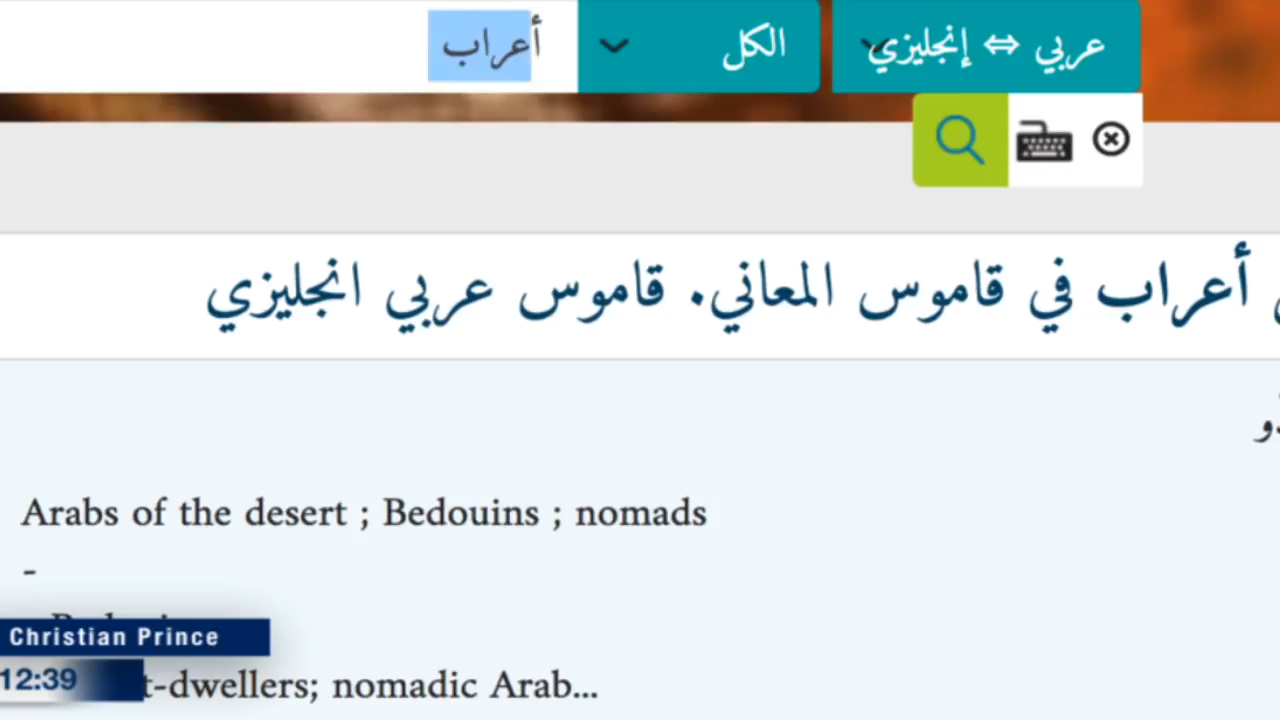 عربي ⇔ إنجليزي
الكل
أعراب
أعراب في قاموس المعاني. قاموس عربي انجليزي
Arabs of the desert ; Bedouins ; nomads
-
Christian Prince
12:39
t-dwellers; nomadic Arab...